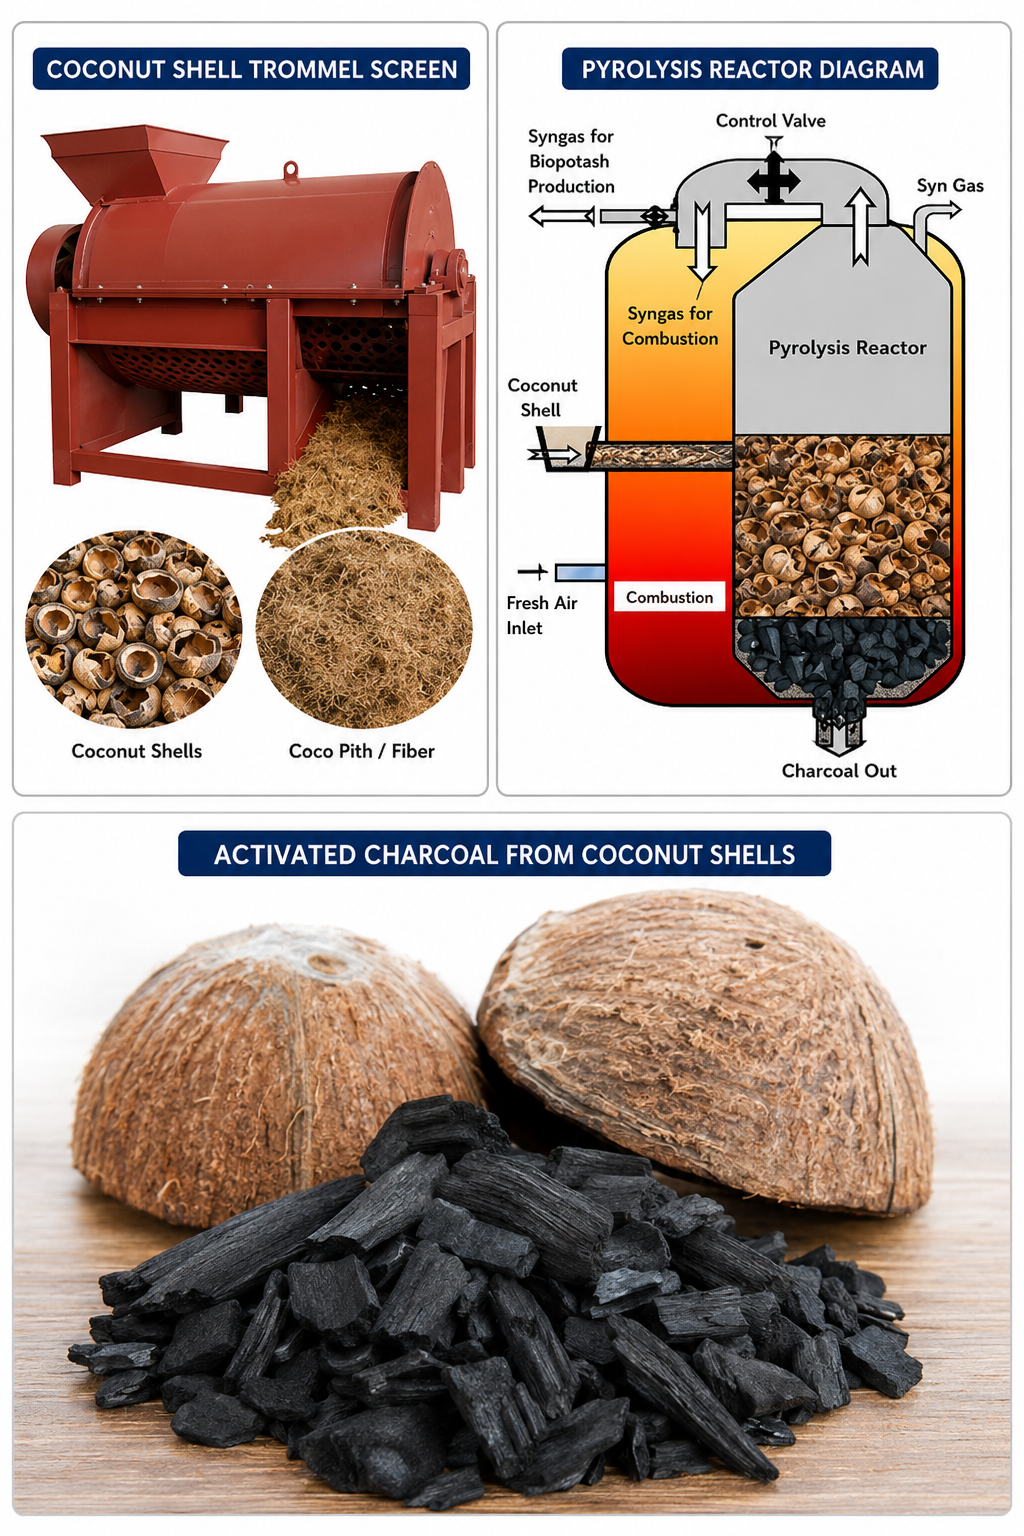 COCONUT SHELL TROMMEL SCREEN
Coconut Shells
Coco Pith / Fiber
PYROLYSIS REACTOR DIAGRAM
Control Valve
Syngas for
Biopotash
Production
Syn Gas
Syngas for
Combustion
Pyrolysis Reactor
Coconut
Shell
Combustion
Fresh Air
Inlet
Charcoal Out
ACTIVATED CHARCOAL FROM COCONUT SHELLS